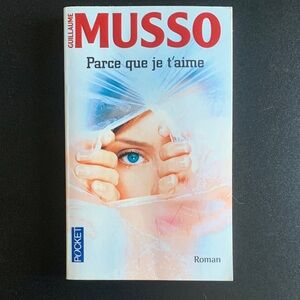 GUILLAUME
MUSSO
Parce que je t'aime
POCKET
Roman